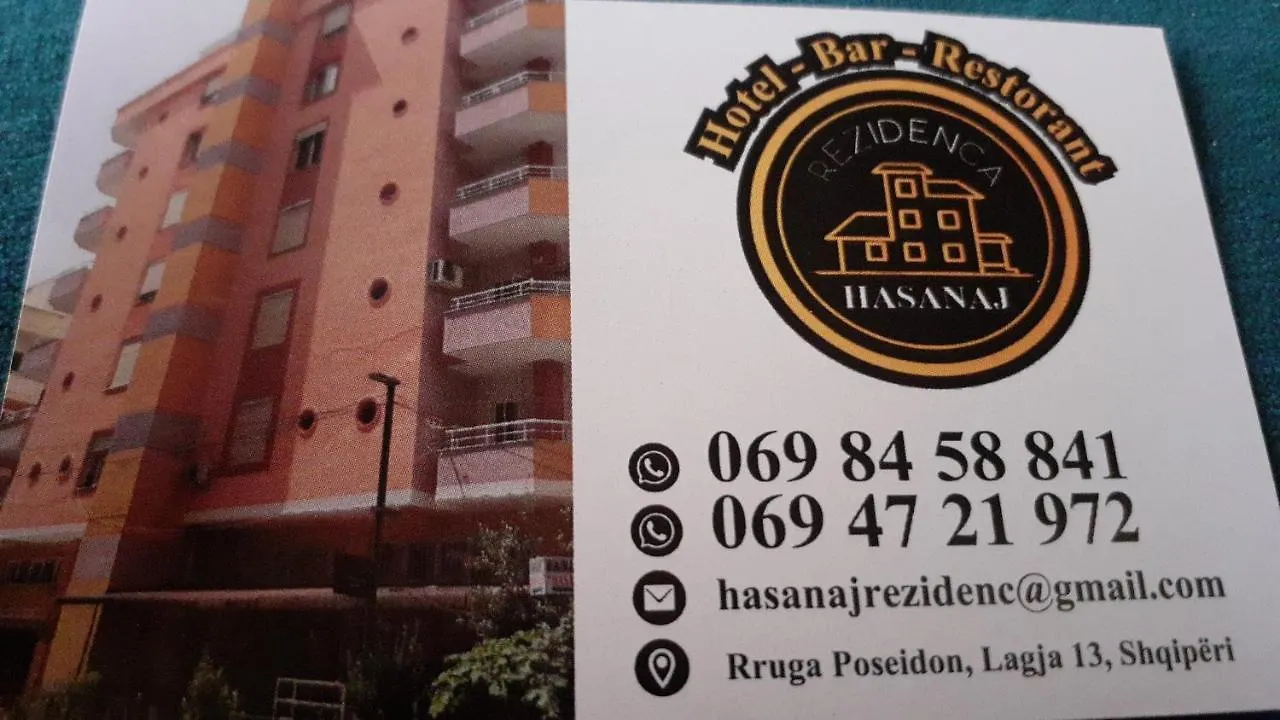 Hotel - Bar - Restorant
REZIDENCA
HASANAJ
069 84 58 841
069 47 21 972
hasanajrezidenc@gmail.com
Rruga Poseidon, Lagja 13, Shqipëri